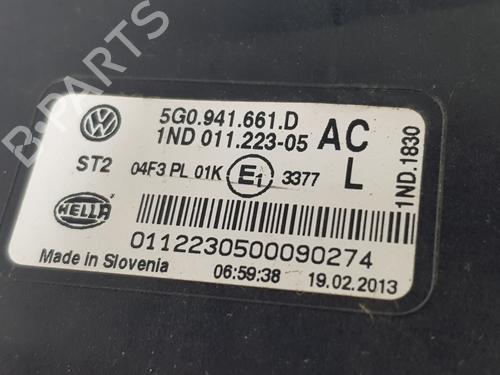 5G0.941.661.D
1ND 011.223-05
AC
ST2
04F3 PL 01K
E1
3377
L
1ND.1830
HELLA
0112230500090274
Made in Slovenia
06:59:38
19.02.2013
B-PARTS